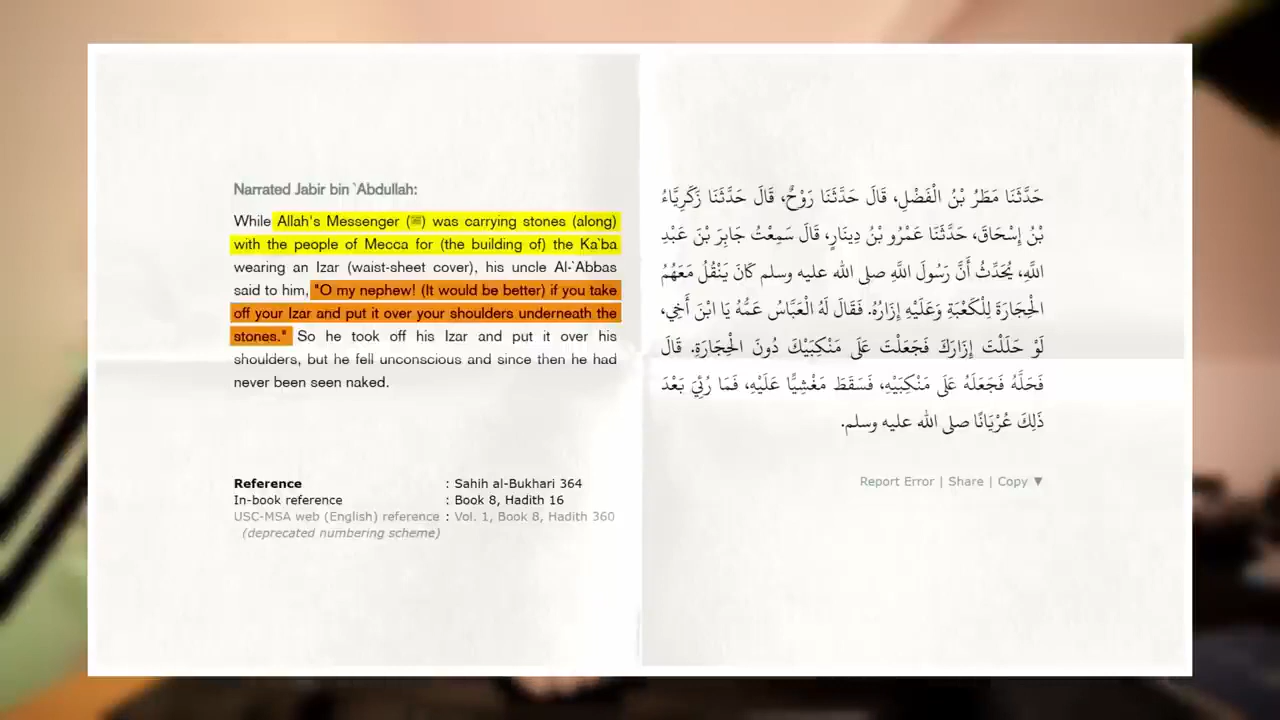 Narrated Jabir bin `Abdullah:
While Allah's Messenger (ﷺ) was carrying stones (along)
with the people of Mecca for (the building of) the Ka`ba
wearing an Izar (waist-sheet cover), his uncle Al-`Abbas
said to him, "O my nephew! (It would be better) if you take
off your Izar and put it over your shoulders underneath the
stones." So he took off his Izar and put it over his
shoulders, but he fell unconscious and since then he had
never been seen naked.
Reference : Sahih al-Bukhari 364
In-book reference : Book 8, Hadith 16
USC-MSA web (English) reference : Vol. 1, Book 8, Hadith 360
(deprecated numbering scheme)
حَدَّثَنَا مَطَرُ بْنُ الْفَضْلِ، قَالَ حَدَّثَنَا رَوْحٌ، قَالَ حَدَّثَنَا زَكَرِيَّاءُ
بْنُ إِسْحَاقَ، حَدَّثَنَا عَمْرُو بْنُ دِينَارٍ، قَالَ سَمِعْتُ جَابِرَ بْنَ عَبْدِ
اللَّهِ، يُحَدِّثُ أَنَّ رَسُولَ اللَّهِ صلى الله عليه وسلم كَانَ يَنْقُلُ مَعَهُمُ
الْحِجَارَةَ لِلْكَعْبَةِ وَعَلَيْهِ إِزَارُهُ. فَقَالَ لَهُ الْعَبَّاسُ عَمُّهُ يَا ابْنَ أَخِي،
لَوْ حَلَلْتَ إِزَارَكَ فَجَعَلْتَ عَلَى مَنْكِبَيْكَ دُونَ الْحِجَارَةِ. قَالَ
فَحَلَّهُ فَجَعَلَهُ عَلَى مَنْكِبَيْهِ، فَسَقَطَ مَغْشِيًّا عَلَيْهِ، فَمَا رُئِيَ بَعْدَ
ذَلِكَ عُرْيَانًا صلى الله عليه وسلم.
Report Error | Share | Copy ▼